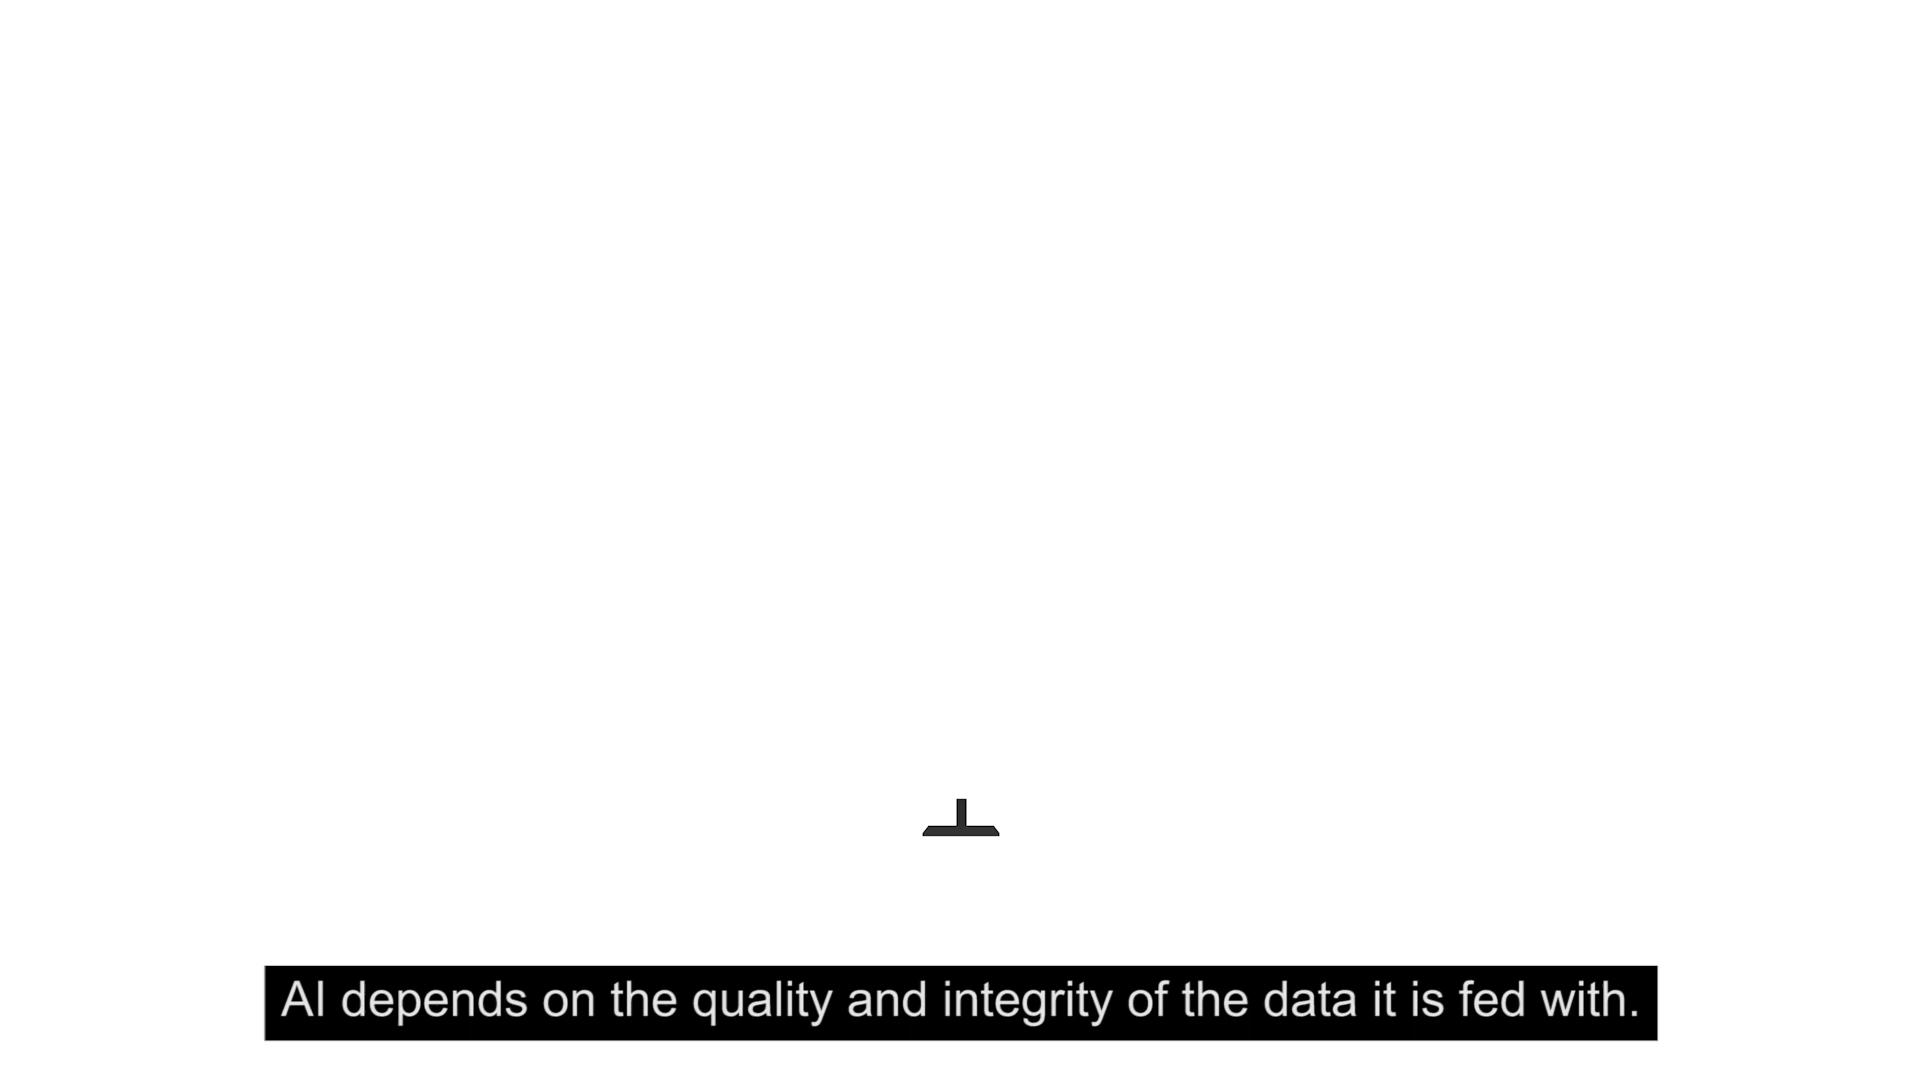 AI depends on the quality and integrity of the data it is fed with.